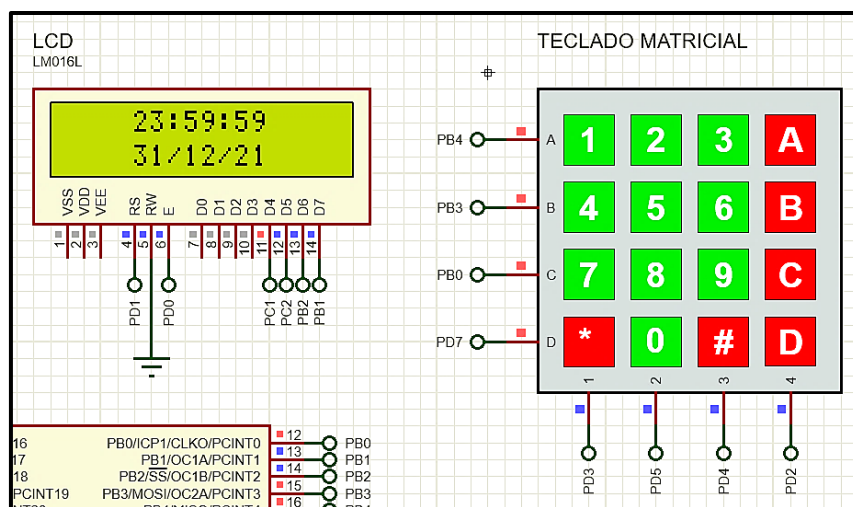 LCD
LM016L
23:59:59
31/12/21
VSS VDD VEE RS RW E D0 D1 D2 D3 D4 D5 D6 D7
1 2 3 4 5 6 7 8 9 10 11 12 13 14
PD1 PD0 PC1 PC2 PB2 PB1
TECLADO MATRICIAL
PB4 A 1 2 3 A
PB3 B 4 5 6 B
PB0 C 7 8 9 C
PD7 D * 0 # D
1 2 3 4
PD3 PD5 PD4 PD2
16 PB0/ICP1/CLKO/PCINT0 12 PB0
17 PB1/OC1A/PCINT1 13 PB1
18 PB2/SS/OC1B/PCINT2 14 PB2
PCINT19 PB3/MOSI/OC2A/PCINT3 15 PB3
16